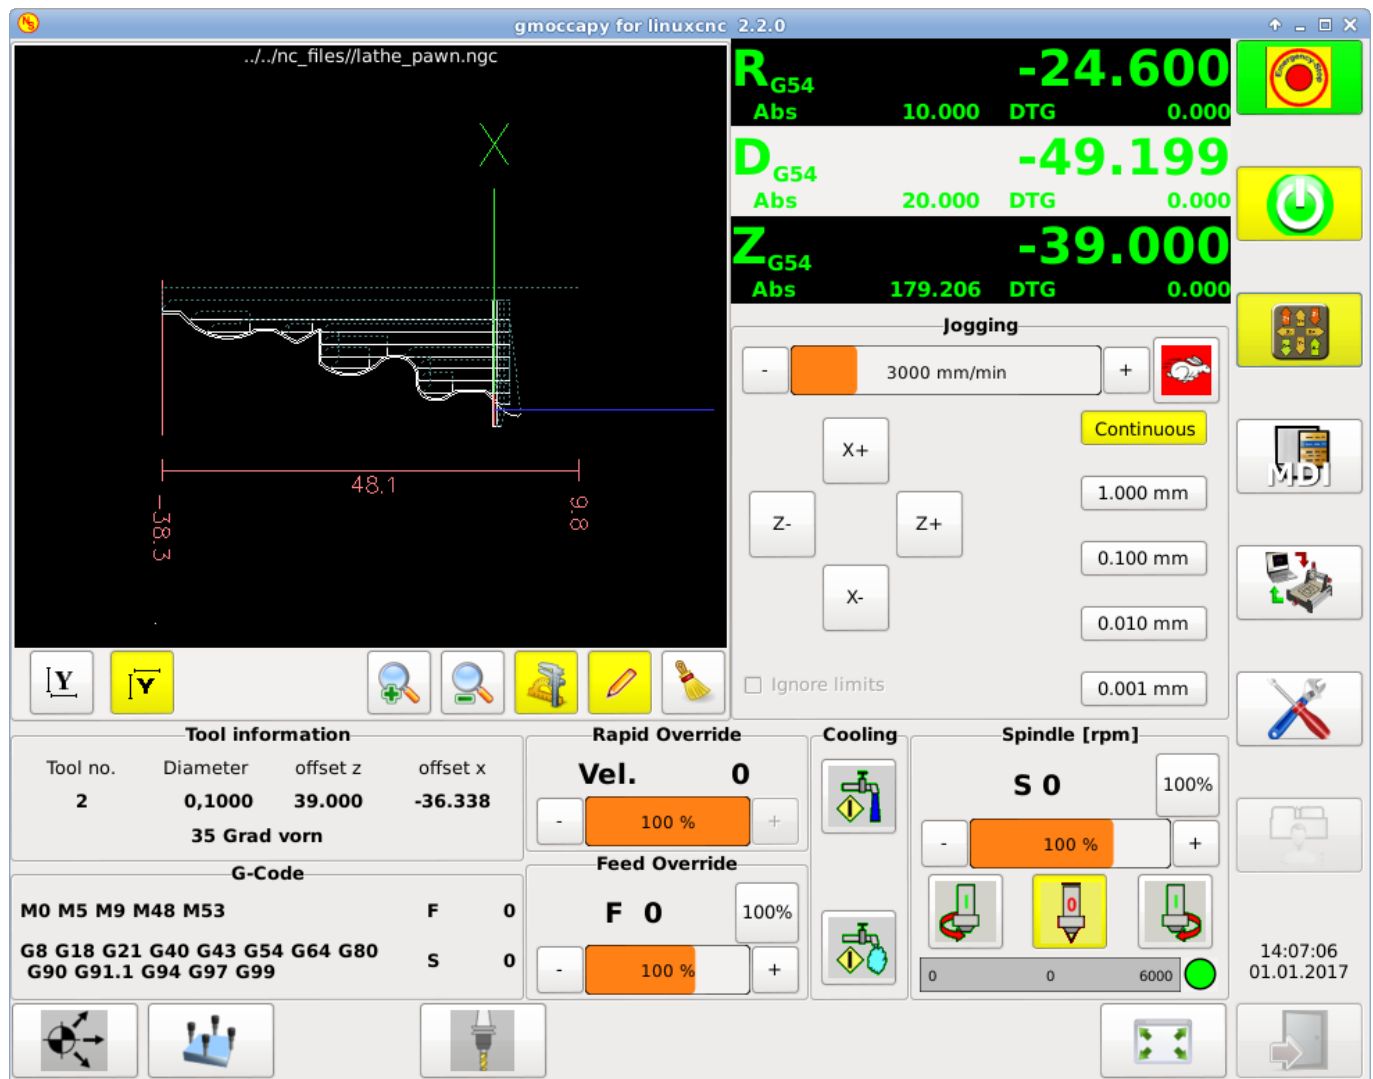 gmoccapy for linuxcnc 2.2.0
../../nc_files//lathe_pawn.ngc
X
48.1
-38.3
9.8
R G54 -24.600
Abs 10.000 DTG 0.000
D G54 -49.199
Abs 20.000 DTG 0.000
Z G54 -39.000
Abs 179.206 DTG 0.000
Emergency-Stop
Jogging
- 3000 mm/min +
Continuous
X+
1.000 mm
Z- Z+
0.100 mm
X-
0.010 mm
Ignore limits
0.001 mm
MDI
Y Y
Tool information
Tool no. Diameter offset z offset x
2 0,1000 39.000 -36.338
35 Grad vorn
G-Code
M0 M5 M9 M48 M53
F 0
G8 G18 G21 G40 G43 G54 G64 G80
G90 G91.1 G94 G97 G99
S 0
Rapid Override
Vel. 0
- 100 % +
Feed Override
F 0 100%
- 100 % +
Cooling
Spindle [rpm]
S 0 100%
- 100 % +
I 0 I
0 0 6000
14:07:06
01.01.2017